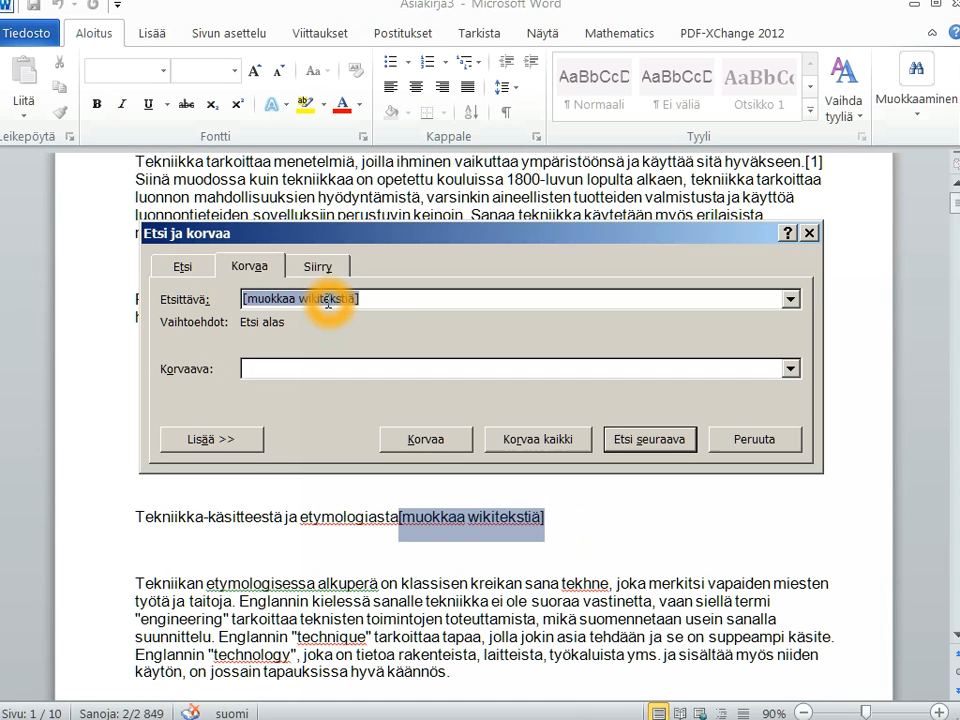 Asiakirja3 - Microsoft Word
Tiedosto Aloitus Lisää Sivun asettelu Viittaukset Postitukset Tarkista Näytä Mathematics PDF-XChange 2012
Liitä
AaBbCcD AaBbCcD AaBbCc
¶ Normaali ¶ Ei väliä Otsikko 1
Vaihda tyyliä
Muokkaaminen
Leikepöytä Fontti Kappale Tyyli
Tekniikka tarkoittaa menetelmiä, joilla ihminen vaikuttaa ympäristöönsä ja käyttää sitä hyväkseen.[1]
Siinä muodossa kuin tekniikkaa on opetettu kouluissa 1800-luvun lopulta alkaen, tekniikka tarkoittaa
luonnon mahdollisuuksien hyödyntämistä, varsinkin aineellisten tuotteiden valmistusta ja käyttöä
luonnontieteiden sovelluksiin perustuvin keinoin. Sanaa tekniikka käytetään myös erilaisista
Etsi ja korvaa
Etsi Korvaa Siirry
Etsittävä: [muokkaa wikitekstiä]
Vaihtoehdot: Etsi alas
Korvaava:
Lisää >> Korvaa Korvaa kaikki Etsi seuraava Peruuta
Tekniikka-käsitteestä ja etymologiasta[muokkaa wikitekstiä]
Tekniikan etymologisessa alkuperä on klassisen kreikan sana tekhne, joka merkitsi vapaiden miesten
työtä ja taitoja. Englannin kielessä sanalle tekniikka ei ole suoraa vastinetta, vaan siellä termi
"engineering" tarkoittaa teknisten toimintojen toteuttamista, mikä suomennetaan usein sanalla
suunnittelu. Englannin "technique" tarkoittaa tapaa, jolla jokin asia tehdään ja se on suppeampi käsite.
Englannin "technology", joka on tietoa rakenteista, laitteista, työkaluista yms. ja sisältää myös niiden
käytön, on jossain tapauksissa hyvä käännös.
Sivu: 1 / 10 Sanoja: 2/2 849 suomi 90%